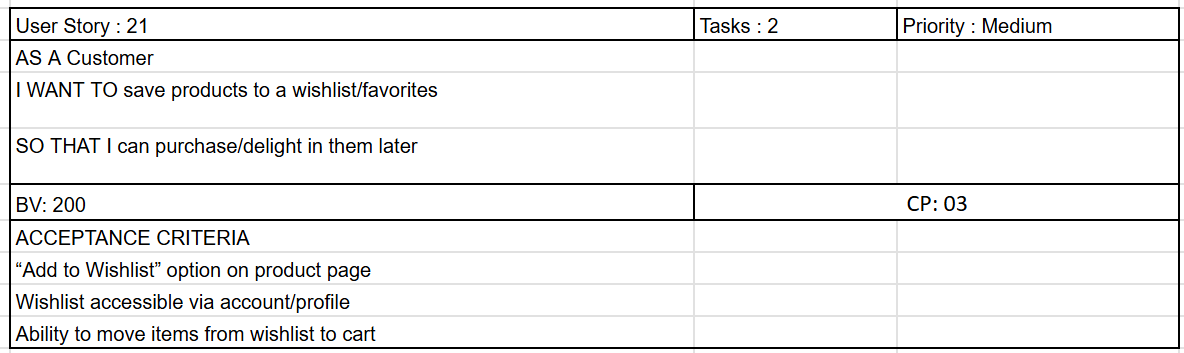 User Story : 21 Tasks : 2 Priority : Medium
AS A Customer
I WANT TO save products to a wishlist/favorites
SO THAT I can purchase/delight in them later
BV: 200 CP: 03
ACCEPTANCE CRITERIA
“Add to Wishlist” option on product page
Wishlist accessible via account/profile
Ability to move items from wishlist to cart